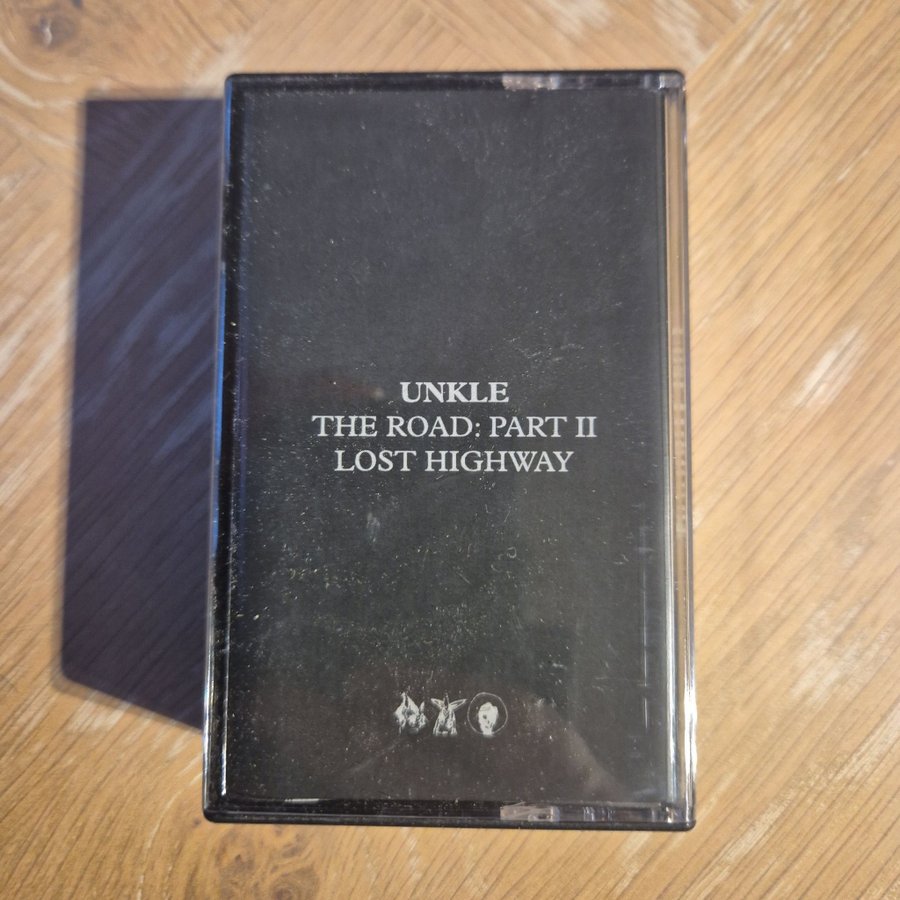 UNKLE
THE ROAD: PART II
LOST HIGHWAY